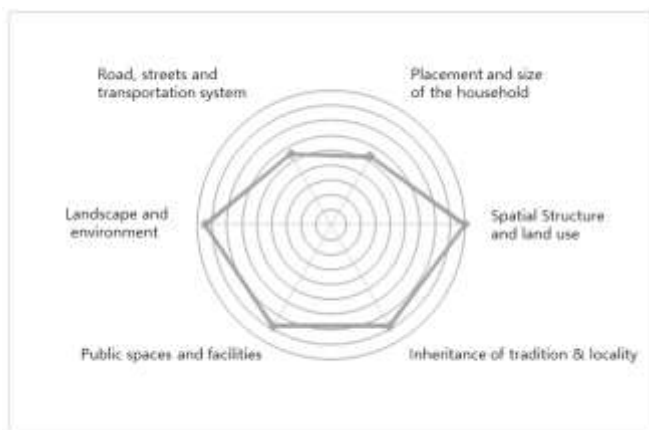 Road, streets and
transportation system
Placement and size
of the household
Landscape and
environment
Spatial Structure
and land use
Public spaces and facilities
Inheritance of tradition & locality